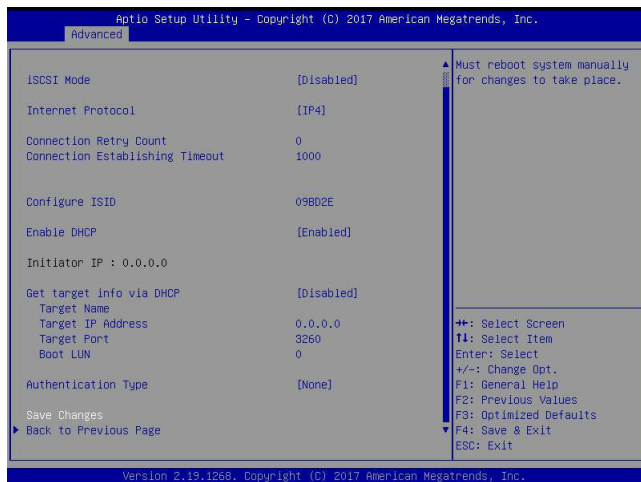 Aptio Setup Utility – Copyright (C) 2017 American Megatrends, Inc.
Advanced
iSCSI Mode [Disabled]
Internet Protocol [IP4]
Connection Retry Count 0
Connection Establishing Timeout 1000
Configure ISID 09BD2E
Enable DHCP [Enabled]
Initiator IP : 0.0.0.0
Get target info via DHCP [Disabled]
Target Name
Target IP Address 0.0.0.0
Target Port 3260
Boot LUN 0
Authentication Type [None]
Save Changes
Back to Previous Page
Must reboot system manually
for changes to take place.
→←: Select Screen
↑↓: Select Item
Enter: Select
+/-: Change Opt.
F1: General Help
F2: Previous Values
F3: Optimized Defaults
F4: Save & Exit
ESC: Exit
Version 2.19.1268. Copyright (C) 2017 American Megatrends, Inc.